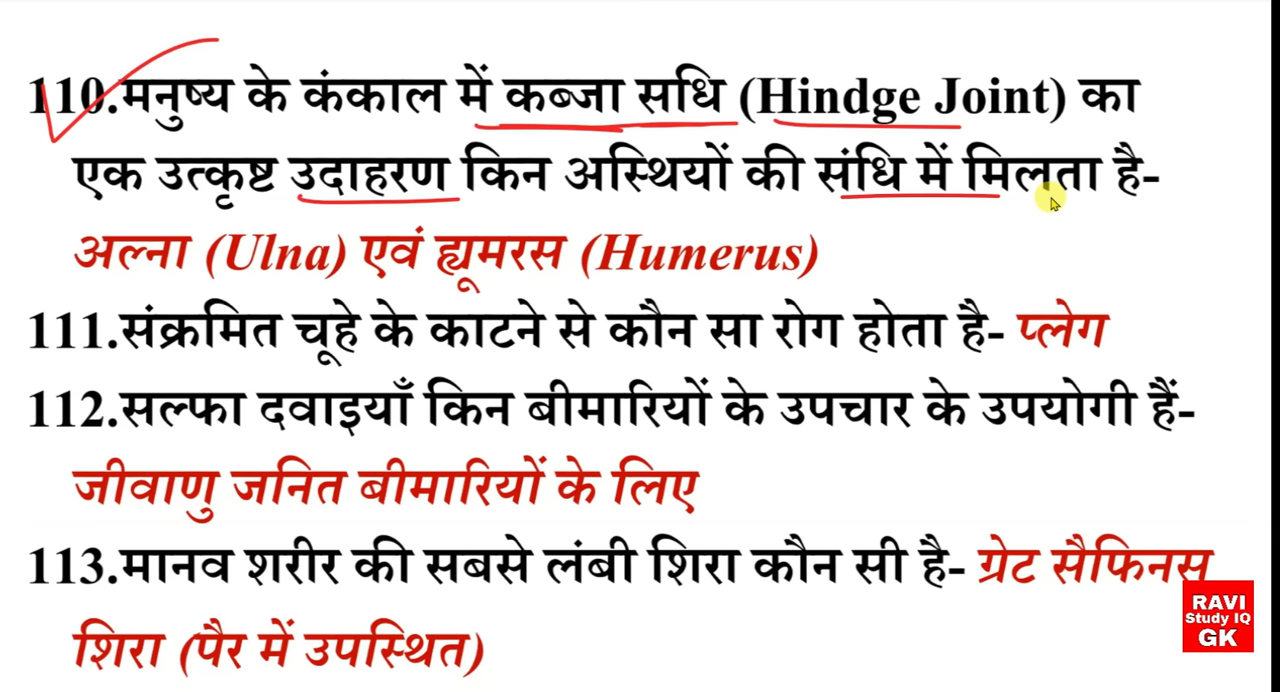 110.मनुष्य के कंकाल में कब्जा सधि (Hindge Joint) का
एक उत्कृष्ट उदाहरण किन अस्थियों की संधि में मिलता है-
अल्ना (Ulna) एवं ह्यूमरस (Humerus)
111.संक्रमित चूहे के काटने से कौन सा रोग होता है- प्लेग
112.सल्फा दवाइयाँ किन बीमारियों के उपचार के उपयोगी हैं-
जीवाणु जनित बीमारियों के लिए
113.मानव शरीर की सबसे लंबी शिरा कौन सी है- ग्रेट सैफिनस
शिरा (पैर में उपस्थित)
RAVI
Study IQ
GK